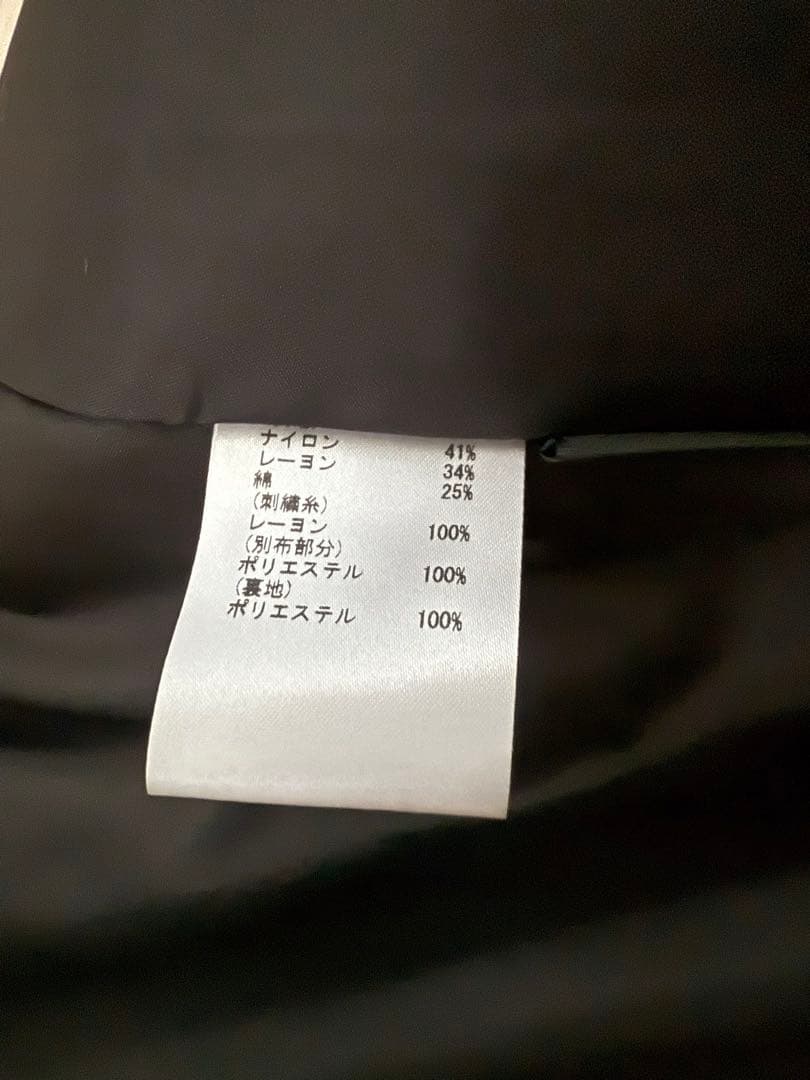 ナイロン 41%
レーヨン 34%
綿 25%
(刺繍糸)
レーヨン 100%
(別布部分)
ポリエステル 100%
(裏地)
ポリエステル 100%